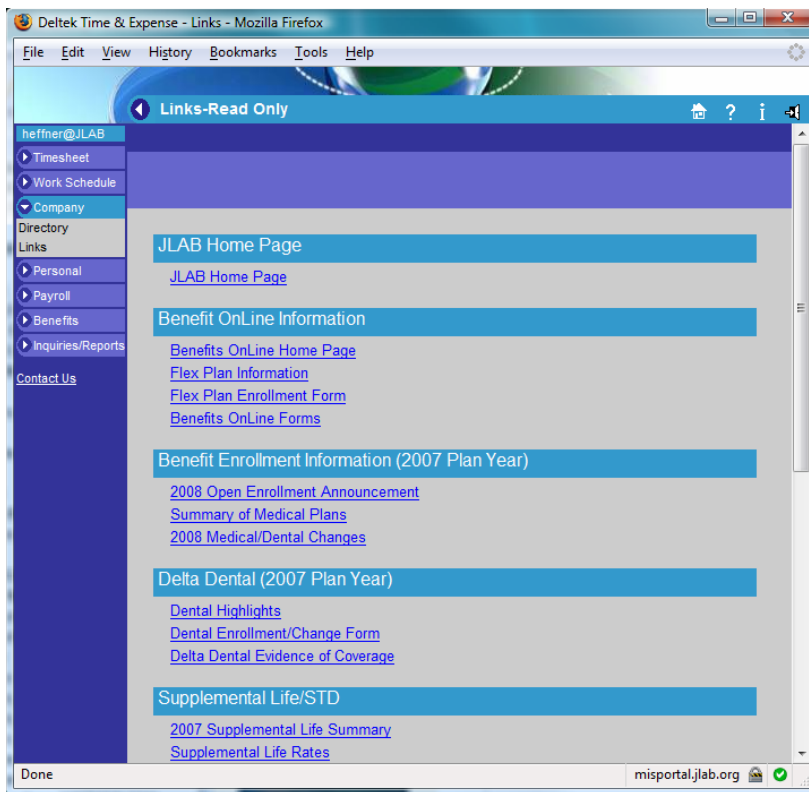 Deltek Time & Expense - Links - Mozilla Firefox
File Edit View History Bookmarks Tools Help
Links-Read Only
? i
heffner@JLAB
Timesheet
Work Schedule
Company
Directory
Links
Personal
Payroll
Benefits
Inquiries/Reports
Contact Us
JLAB Home Page
JLAB Home Page
Benefit OnLine Information
Benefits OnLine Home Page
Flex Plan Information
Flex Plan Enrollment Form
Benefits OnLine Forms
Benefit Enrollment Information (2007 Plan Year)
2008 Open Enrollment Announcement
Summary of Medical Plans
2008 Medical/Dental Changes
Delta Dental (2007 Plan Year)
Dental Highlights
Dental Enrollment/Change Form
Delta Dental Evidence of Coverage
Supplemental Life/STD
2007 Supplemental Life Summary
Supplemental Life Rates
Done misportal.jlab.org